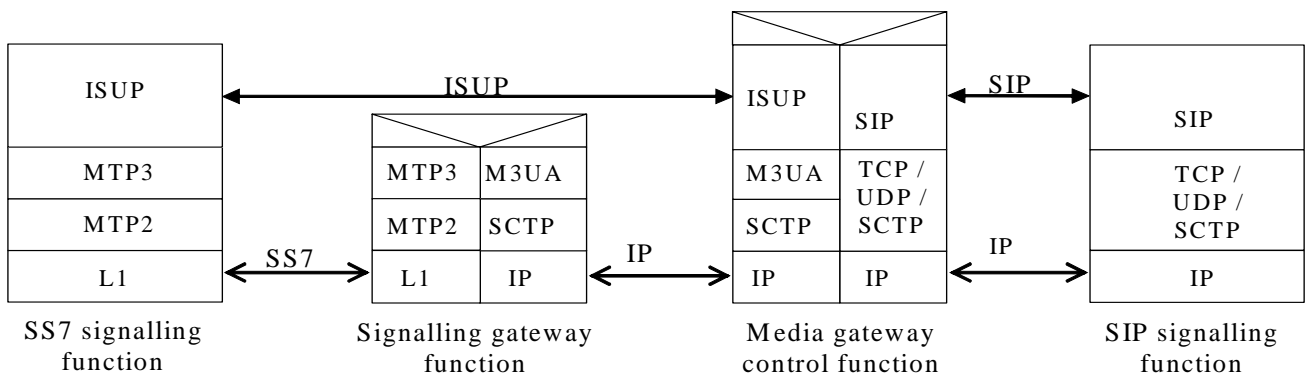 ISUP
MTP3
MTP2
L1
SS7 signalling
function
ISUP
SS7
MTP3
M3UA
MTP2
SCTP
L1
IP
Signalling gateway
function
IP
ISUP
SIP
M3UA
SCTP
TCP /
UDP /
SCTP
IP
IP
Media gateway
control function
SIP
IP
SIP
TCP /
UDP /
SCTP
IP
SIP signalling
function